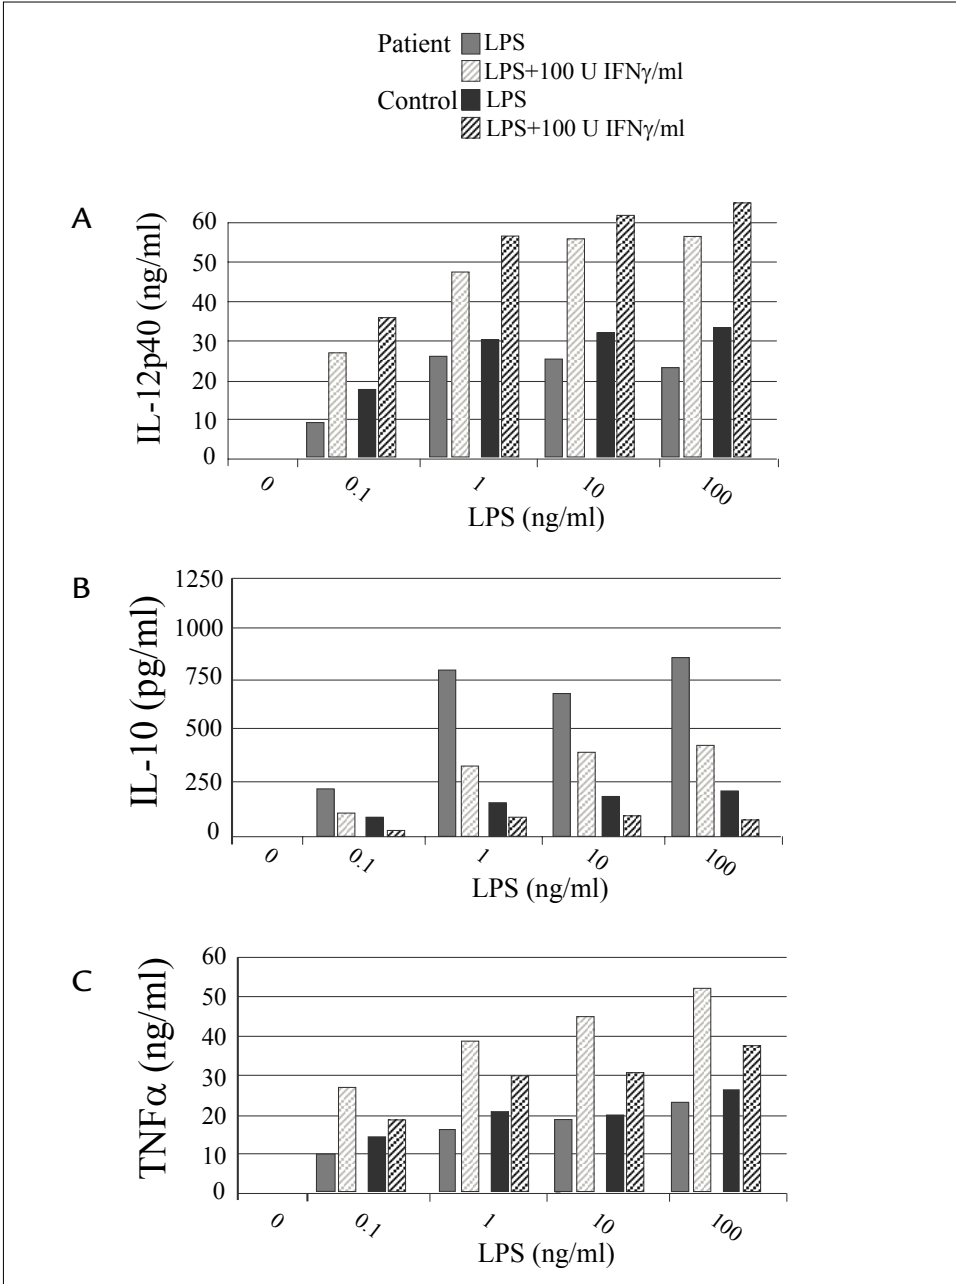 Patient LPS
LPS+100 U IFNγ/ml
Control LPS
LPS+100 U IFNγ/ml
A
IL-12p40 (ng/ml)
60
50
40
30
20
10
0
0 0.1 1 10 100
LPS (ng/ml)
B
IL-10 (pg/ml)
1250
1000
750
500
250
0
0 0.1 1 10 100
LPS (ng/ml)
C
TNFα (ng/ml)
60
50
40
30
20
10
0
0 0.1 1 10 100
LPS (ng/ml)